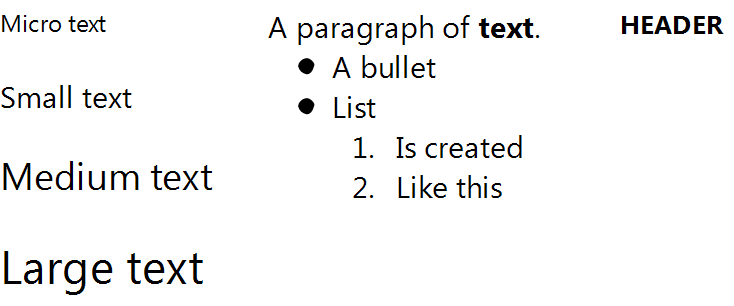 Micro text
Small text
Medium text
Large text
A paragraph of text.
● A bullet
● List
1. Is created
2. Like this
HEADER